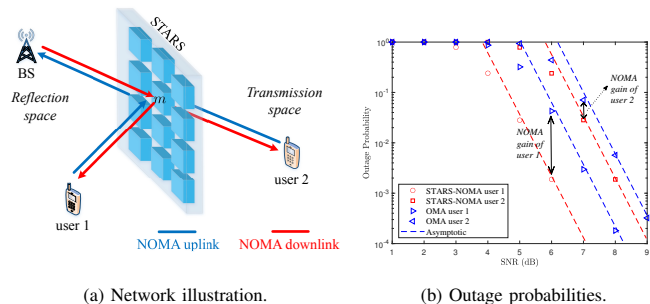 STARS
BS
Reflection
space
m
Transmission
space
user 1
user 2
NOMA uplink
NOMA downlink
(a) Network illustration.
Outage Probability
10^0
10^-1
10^-2
10^-3
10^-4
1 2 3 4 5 6 7 8 9
SNR (dB)
NOMA
gain of
user 1
NOMA
gain of
user 2
STARS-NOMA user 1
STARS-NOMA user 2
OMA user 1
OMA user 2
Asymptotic
(b) Outage probabilities.